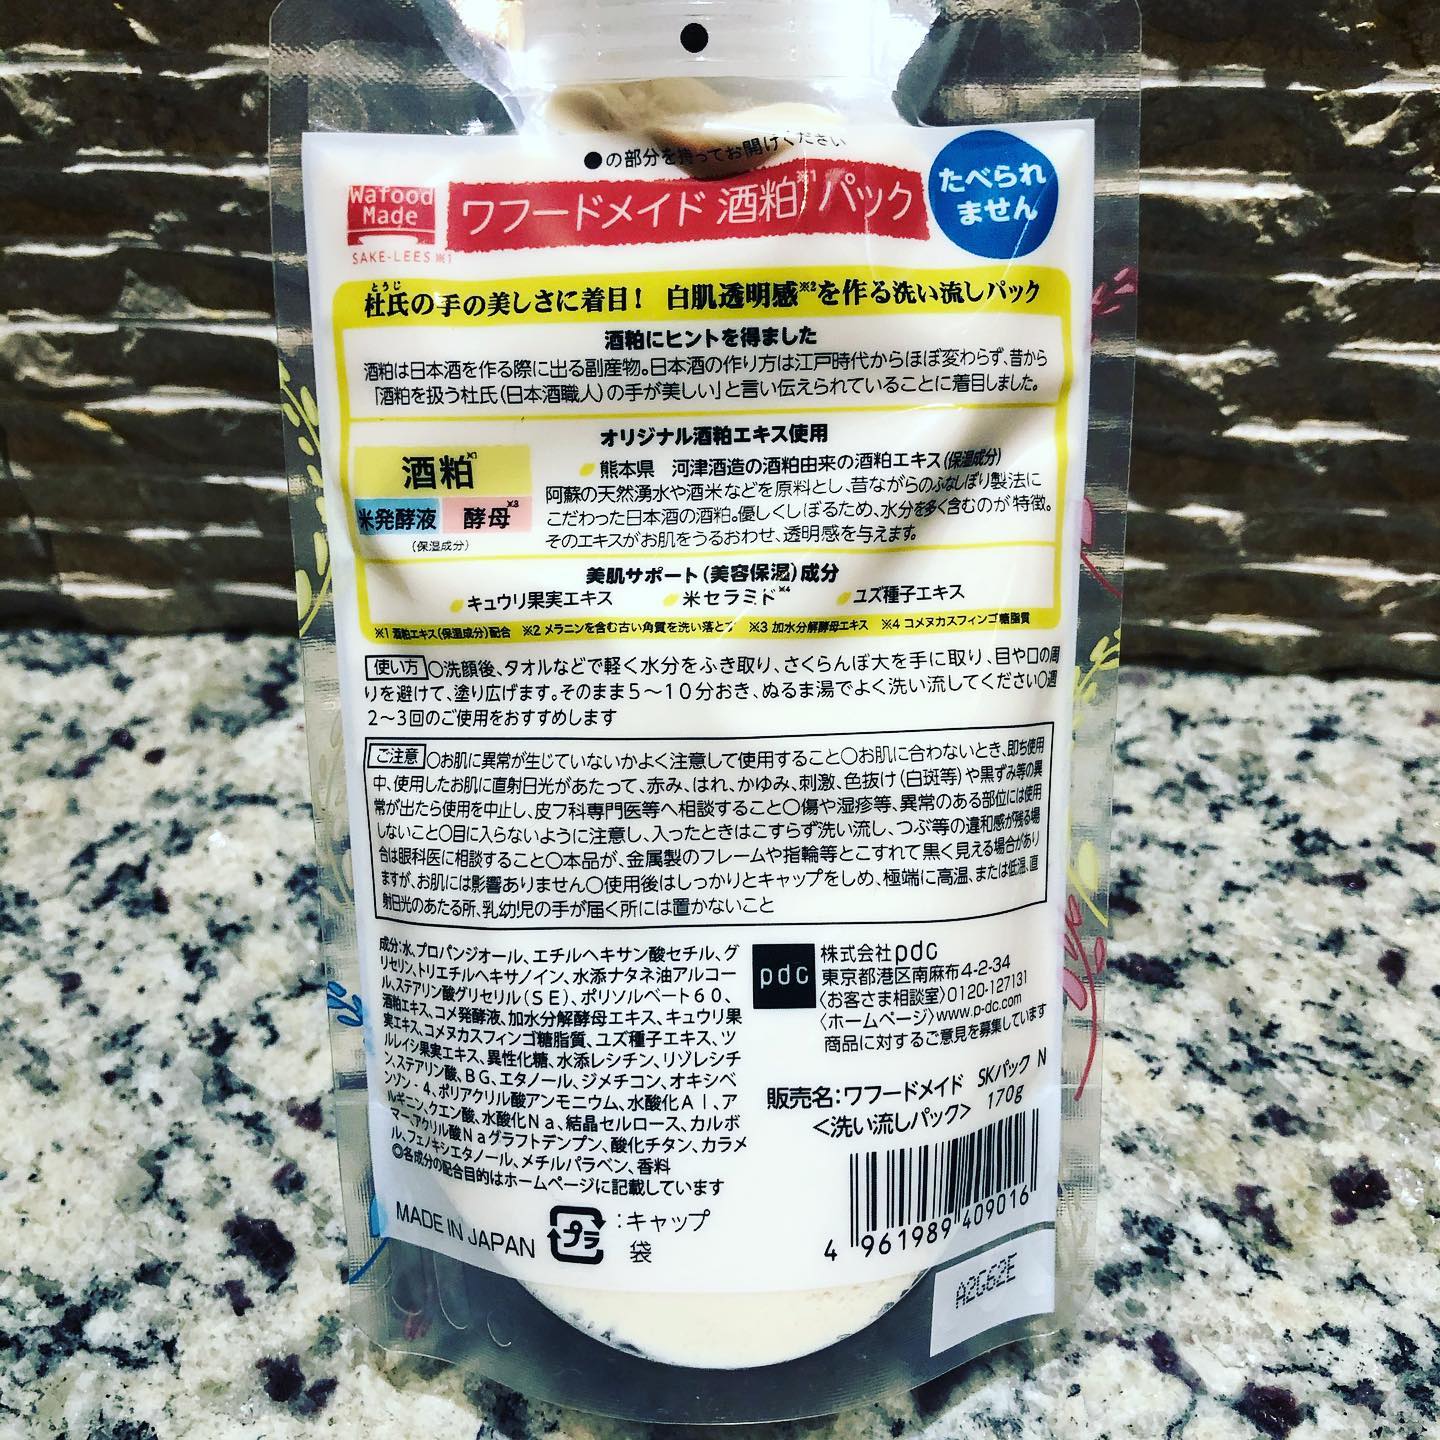 ●の部分を持ってお開けください
Wafood Made
SAKE-LEES ※1
ワフードメイド 酒粕※1 パック
たべられ
ません
とうじ
杜氏の手の美しさに着目! 白肌透明感※2を作る洗い流しパック
酒粕にヒントを得ました
酒粕は日本酒を作る際に出る副産物。日本酒の作り方は江戸時代からほぼ変わらず、昔から
「酒粕を扱う杜氏(日本酒職人)の手が美しい」と言い伝えられていることに着目しました。
オリジナル酒粕エキス使用
酒粕※1
米発酵液
酵母※3
(保湿成分)
熊本県 河津酒造の酒粕由来の酒粕エキス(保湿成分)
阿蘇の天然湧水や酒米などを原料とし、昔ながらのふなしぼり製法に
こだわった日本酒の酒粕。優しくしぼるため、水分を多く含むのが特徴。
そのエキスがお肌をうるおわせ、透明感を与えます。
美肌サポート(美容保湿)成分
キュウリ果実エキス 米セラミド※4 ユズ種子エキス
※1 酒粕エキス(保湿成分)配合 ※2 メラニンを含む古い角質を洗い落とす ※3 加水分解酵母エキス ※4 コメヌカスフィンゴ糖脂質
使い方 ○洗顔後、タオルなどで軽く水分をふき取り、さくらんぼ大を手に取り、目や口の周
りを避けて、塗り広げます。そのまま5〜10分おき、ぬるま湯でよく洗い流してください○週
2〜3回のご使用をおすすめします
ご注意 ○お肌に異常が生じていないかよく注意して使用すること○お肌に合わないとき、即ち使用
中、使用したお肌に直射日光があたって、赤み、はれ、かゆみ、刺激、色抜け(白斑等)や黒ずみ等の異
常が出たら使用を中止し、皮フ科専門医等へ相談すること○傷や湿疹等、異常のある部位には使用
しないこと○目に入らないように注意し、入ったときはこすらず洗い流し、つぶ等の違和感が残る場
合は眼科医に相談すること○本品が、金属製のフレームや指輪等とこすれて黒く見える場合があり
ますが、お肌には影響ありません○使用後はしっかりとキャップをしめ、極端に高温、または低温、直
射日光のあたる所、乳幼児の手が届く所には置かないこと
成分:水、プロパンジオール、エチルヘキサン酸セチル、グ
リセリン、トリエチルヘキサノイン、水添ナタネ油アルコー
ル、ステアリン酸グリセリル(SE)、ポリソルベート60、
酒粕エキス、コメ発酵液、加水分解酵母エキス、キュウリ果
実エキス、コメヌカスフィンゴ糖脂質、ユズ種子エキス、ツ
ルレイシ果実エキス、異性化糖、水添レシチン、リゾレシチ
ン、ステアリン酸、BG、エタノール、ジメチコン、オキシベ
ンゾン-4、ポリアクリル酸アンモニウム、水酸化Al、ア
ルギニン、クエン酸、水酸化Na、結晶セルロース、カルボ
マー、アクリル酸Naグラフトデンプン、酸化チタン、カラメ
ル、フェノキシエタノール、メチルパラベン、香料
◎各成分の配合目的はホームページに記載しています
pdc
株式会社pdc
東京都港区南麻布4-2-34
〈お客さま相談室〉0120-127131
〈ホームページ〉www.p-dc.com
商品に対するご意見を募集しています
販売名:ワフードメイド SKパック N
<洗い流しパック> 170g
4 961989 409016
MADE IN JAPAN
プラ
:キャップ
袋
A2G62E